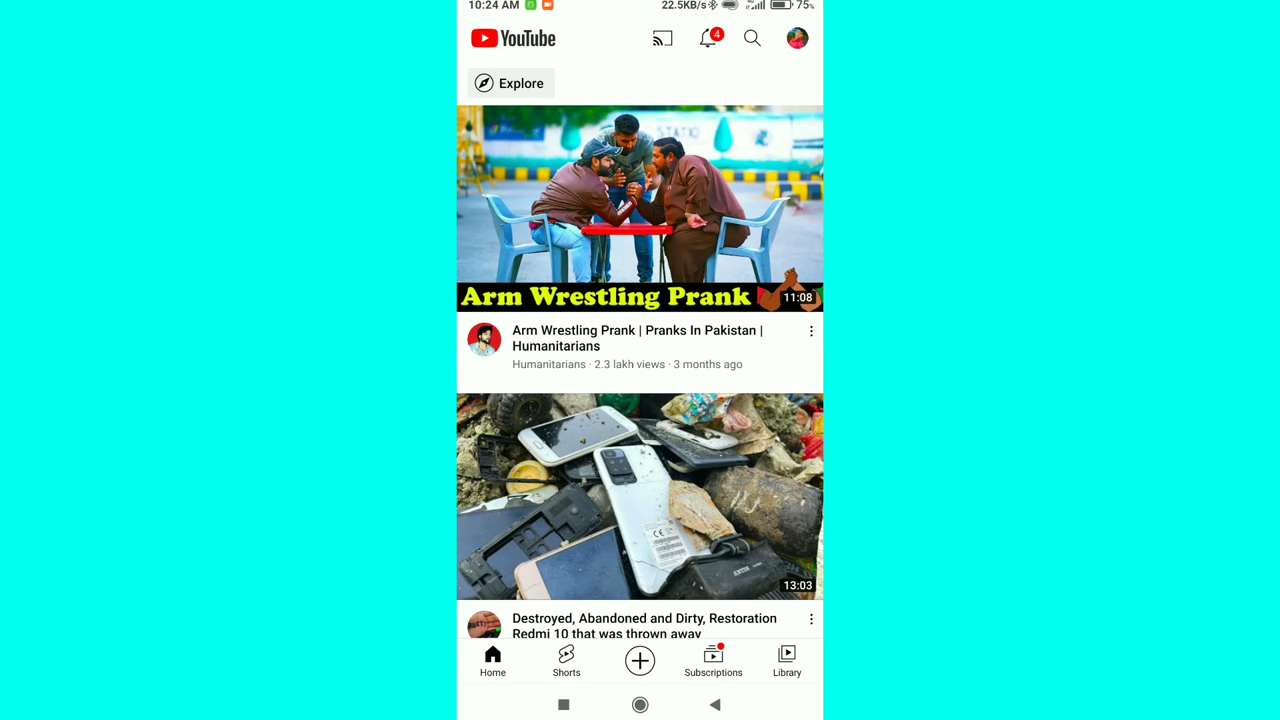 10:24 AM 22.5KB/s 75%
4
YouTube
Explore
STATIO
Arm Wrestling Prank
11:08
Arm Wrestling Prank | Pranks In Pakistan |
Humanitarians
Humanitarians · 2.3 lakh views · 3 months ago
CE
13:03
Destroyed, Abandoned and Dirty, Restoration
Redmi 10 that was thrown away
Home Shorts Subscriptions Library